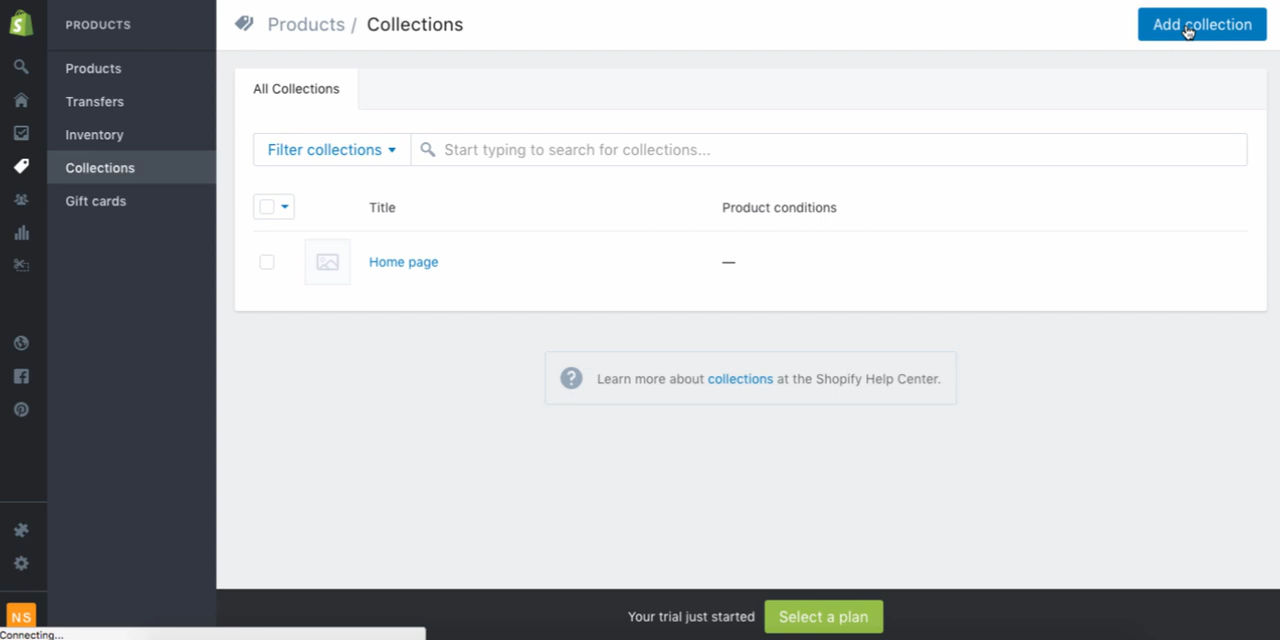 PRODUCTS
Products / Collections
Add collection
Products
Transfers
Inventory
Collections
Gift cards
All Collections
Filter collections
Start typing to search for collections...
Title
Product conditions
Home page
—
? Learn more about collections at the Shopify Help Center.
Your trial just started
Select a plan
NS
Connecting...